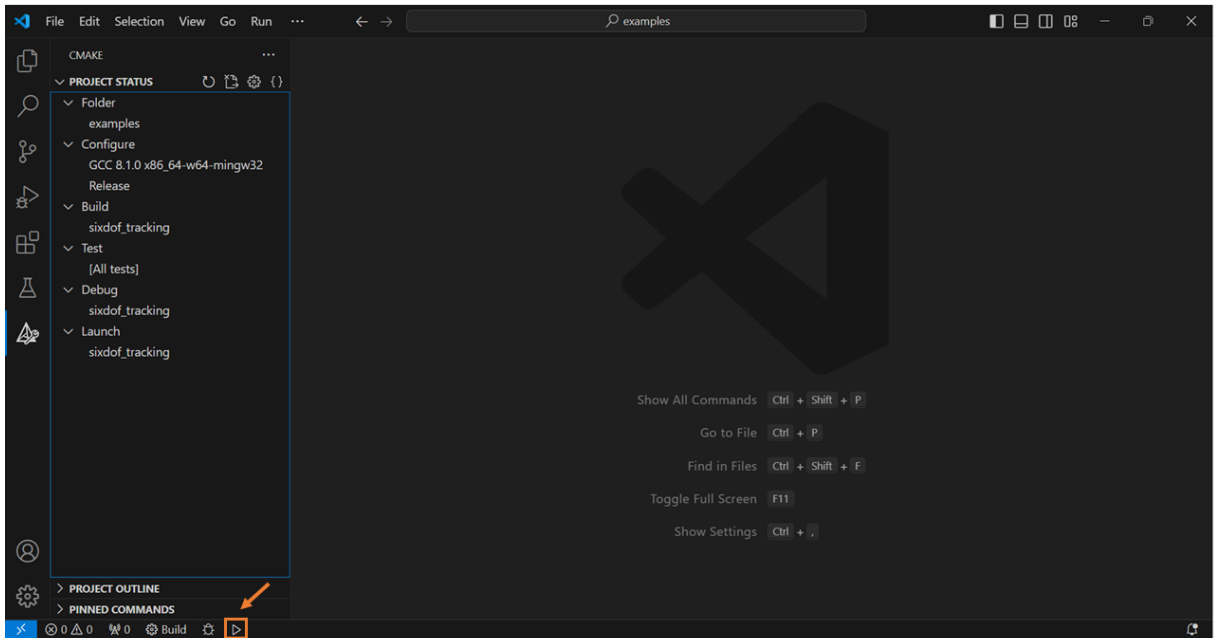 File Edit Selection View Go Run ··· examples
CMAKE
PROJECT STATUS
Folder
examples
Configure
GCC 8.1.0 x86_64-w64-mingw32
Release
Build
sixdof_tracking
Test
[All tests]
Debug
sixdof_tracking
Launch
sixdof_tracking
Show All Commands Ctrl + Shift + P
Go to File Ctrl + P
Find in Files Ctrl + Shift + F
Toggle Full Screen F11
Show Settings Ctrl + ,
PROJECT OUTLINE
PINNED COMMANDS
0 0 0 Build